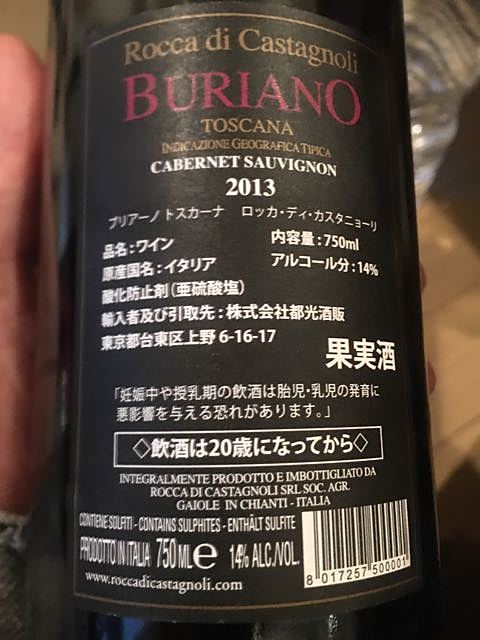 Rocca di Castagnoli
BURIANO
TOSCANA
INDICAZIONE GEOGRAFICA TIPICA
CABERNET SAUVIGNON
2013
ブリアーノ トスカーナ ロッカ・ディ・カスタニョーリ
品名:ワイン 内容量:750ml
原産国名:イタリア アルコール分:14%
酸化防止剤(亜硫酸塩)
輸入者及び引取先:株式会社都光酒販
東京都台東区上野6-16-17
果実酒
「妊娠中や授乳期の飲酒は胎児・乳児の発育に
悪影響を与える恐れがあります。」
◇飲酒は20歳になってから◇
INTEGRALMENTE PRODOTTO E IMBOTTIGLIATO DA
ROCCA DI CASTAGNOLI SRL SOC. AGR.
GAIOLE IN CHIANTI - ITALIA
CONTIENE SOLFITI - CONTAINS SULPHITES - ENTHÄLT SULFITE
PRODOTTO IN ITALIA 750 ML e 14% ALC./VOL.
www.roccadicastagnoli.com
8 017257 500001